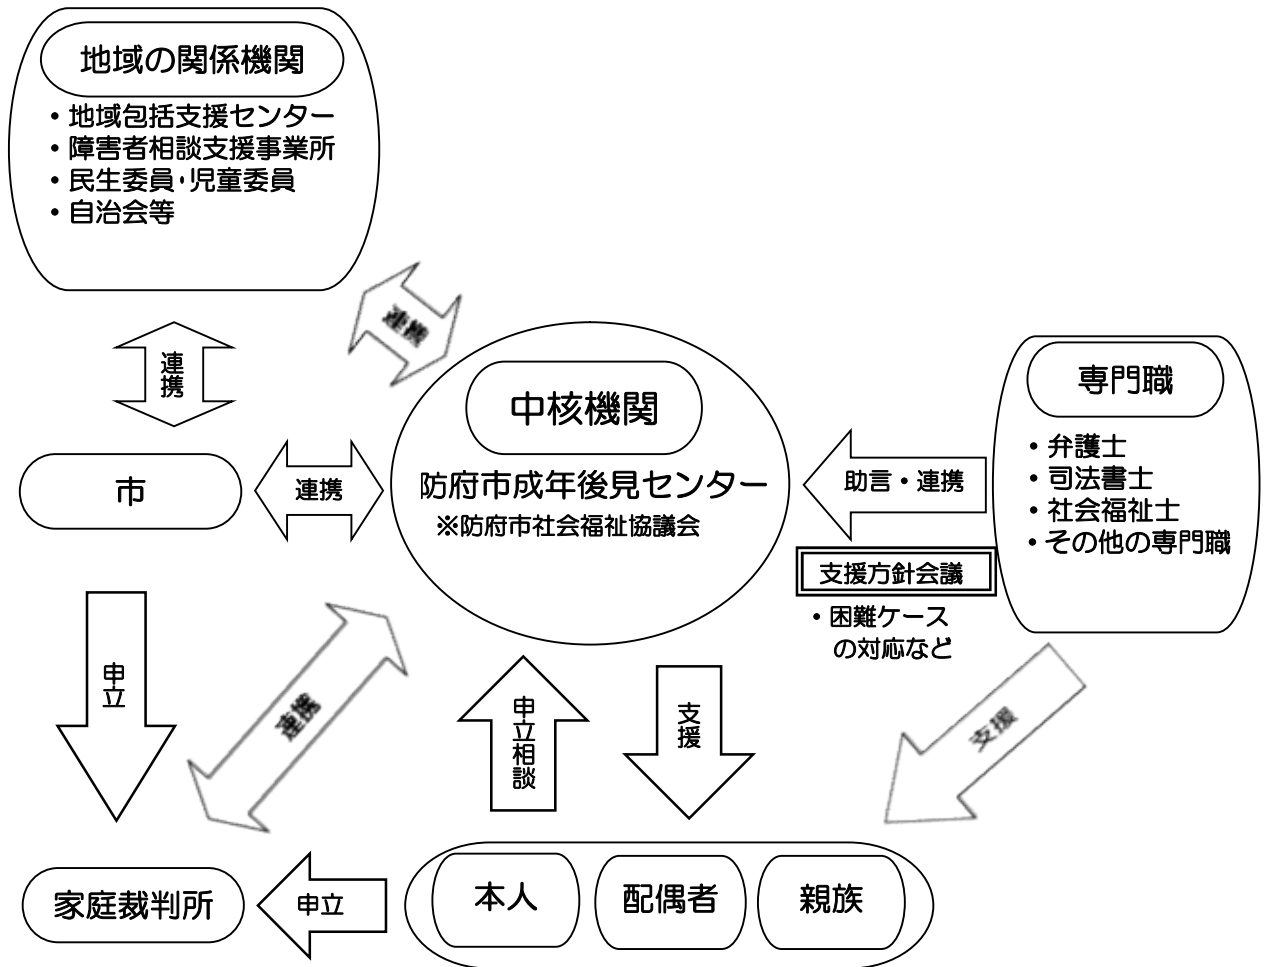 地域の関係機関
・地域包括支援センター
・障害者相談支援事業所
・民生委員・児童委員
・自治会等
連携
連携
市
連携
中核機関
防府市成年後見センター
※防府市社会福祉協議会
助言・連携
支援方針会議
・困難ケース
の対応など
専門職
・弁護士
・司法書士
・社会福祉士
・その他の専門職
申立
連携
申立相談
支援
支援
家庭裁判所
申立
本人
配偶者
親族